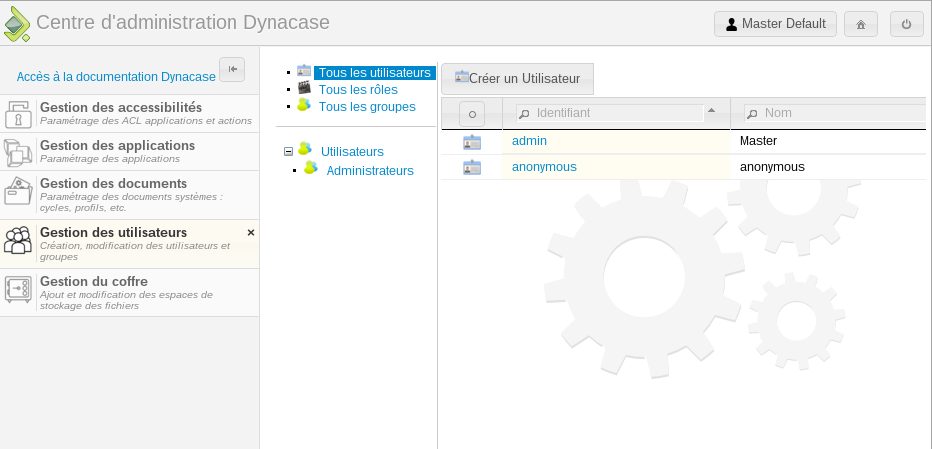 Centre d'administration Dynacase
Master Default
Accès à la documentation Dynacase
Gestion des accessibilités
Paramétrage des ACL applications et actions
Gestion des applications
Paramétrage des applications
Gestion des documents
Paramétrage des documents systèmes :
cycles, profils, etc.
Gestion des utilisateurs
Création, modification des utilisateurs et
groupes
Gestion du coffre
Ajout et modification des espaces de
stockage des fichiers
Tous les utilisateurs
Tous les rôles
Tous les groupes
Utilisateurs
Administrateurs
Créer un Utilisateur
Identifiant
Nom
admin
Master
anonymous
anonymous